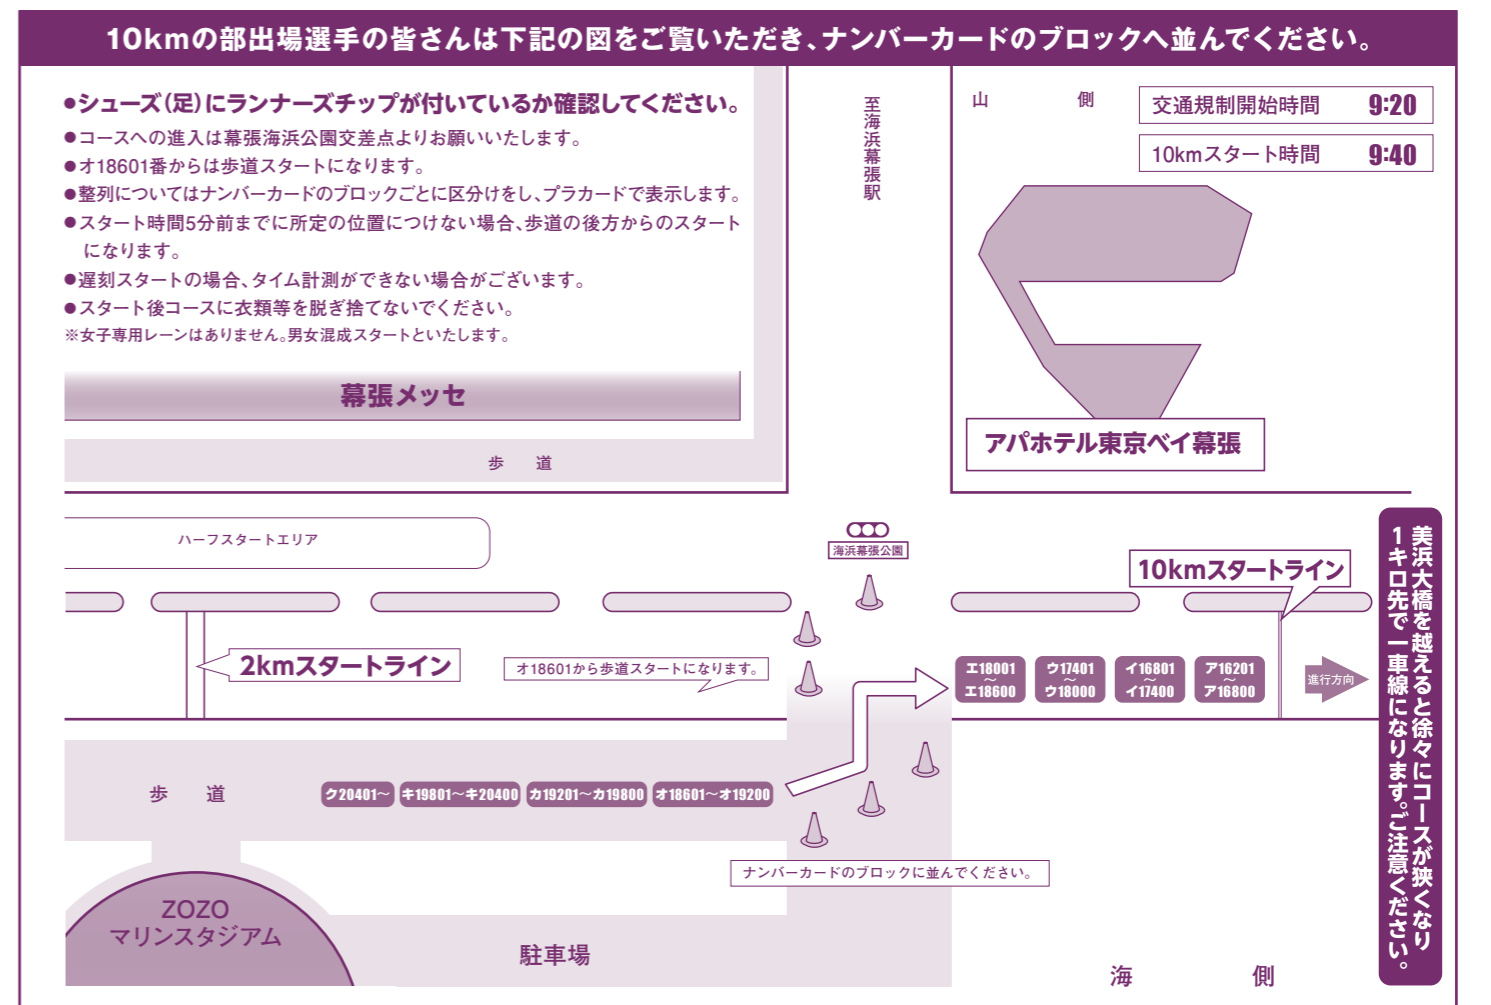 10kmの部出場選手の皆さんは下記の図をご覧いただき、ナンバーカードのブロックへ並んでください。
●シューズ(足)にランナーズチップが付いているか確認してください。
●コースへの進入は幕張海浜公園交差点よりお願いいたします。
●オ18601番からは歩道スタートになります。
●整列についてはナンバーカードのブロックごとに区分けをし、プラカードで表示します。
●スタート時間5分前までに所定の位置につけない場合、歩道の後方からのスタート
になります。
●遅刻スタートの場合、タイム計測ができない場合がございます。
●スタート後コースに衣類等を脱ぎ捨てないでください。
※女子専用レーンはありません。男女混成スタートといたします。
幕張メッセ
歩 道
至海浜幕張駅
山 側
交通規制開始時間 9:20
10kmスタート時間 9:40
アパホテル東京ベイ幕張
ハーフスタートエリア
海浜幕張公園
10kmスタートライン
2kmスタートライン
オ18601から歩道スタートになります。
エ18001
〜
エ18600
ウ17401
〜
ウ18000
イ16801
〜
イ17400
ア16201
〜
ア16800
進行方向
美浜大橋を越えると徐々にコースが狭くなり
1キロ先で一車線になります。ご注意ください。
歩 道
ク20401〜
キ19801〜キ20400
カ19201〜カ19800
オ18601〜オ19200
ナンバーカードのブロックに並んでください。
ZOZO
マリンスタジアム
駐車場
海 側